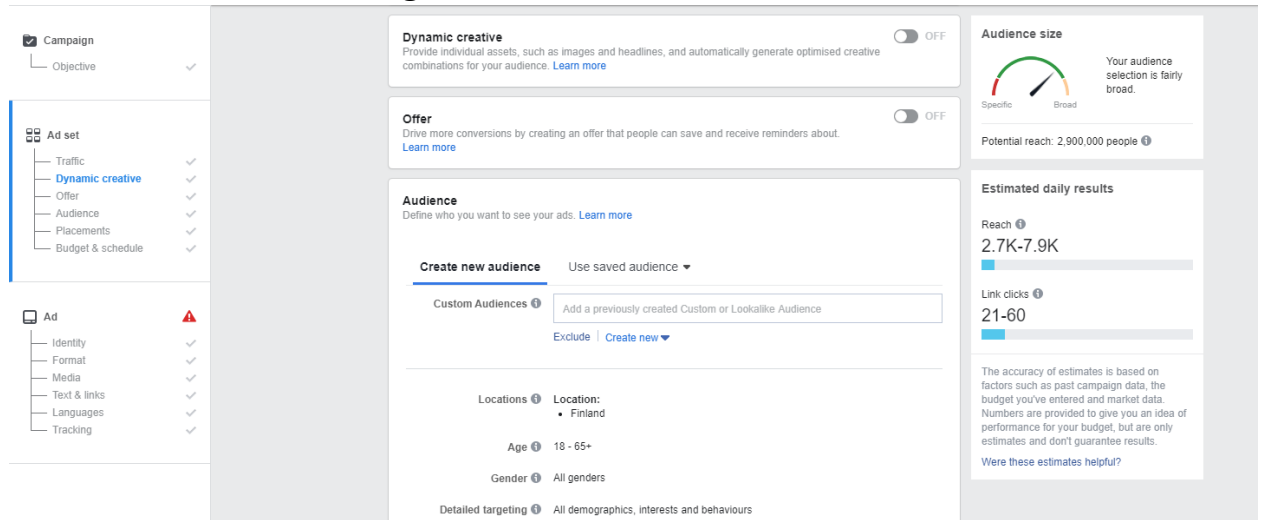 Campaign
Objective
Ad set
Traffic
Dynamic creative
Offer
Audience
Placements
Budget & schedule
Ad
Identity
Format
Media
Text & links
Languages
Tracking
Dynamic creative
OFF
Provide individual assets, such as images and headlines, and automatically generate optimised creative
combinations for your audience. Learn more
Offer
OFF
Drive more conversions by creating an offer that people can save and receive reminders about.
Learn more
Audience
Define who you want to see your ads. Learn more
Create new audience Use saved audience
Custom Audiences Add a previously created Custom or Lookalike Audience
Exclude Create new
Locations Location:
• Finland
Age 18 - 65+
Gender All genders
Detailed targeting All demographics, interests and behaviours
Audience size
Your audience
selection is fairly
broad.
Specific Broad
Potential reach: 2,900,000 people
Estimated daily results
Reach
2.7K-7.9K
Link clicks
21-60
The accuracy of estimates is based on
factors such as past campaign data, the
budget you've entered and market data.
Numbers are provided to give you an idea of
performance for your budget, but are only
estimates and don't guarantee results.
Were these estimates helpful?